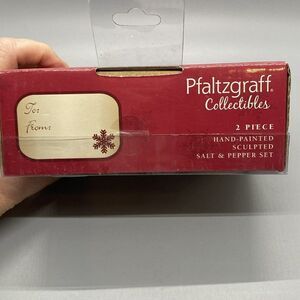 Pfaltzgraff®
Collectibles
To:
From:
2 PIECE
HAND-PAINTED
SCULPTED
SALT & PEPPER SET